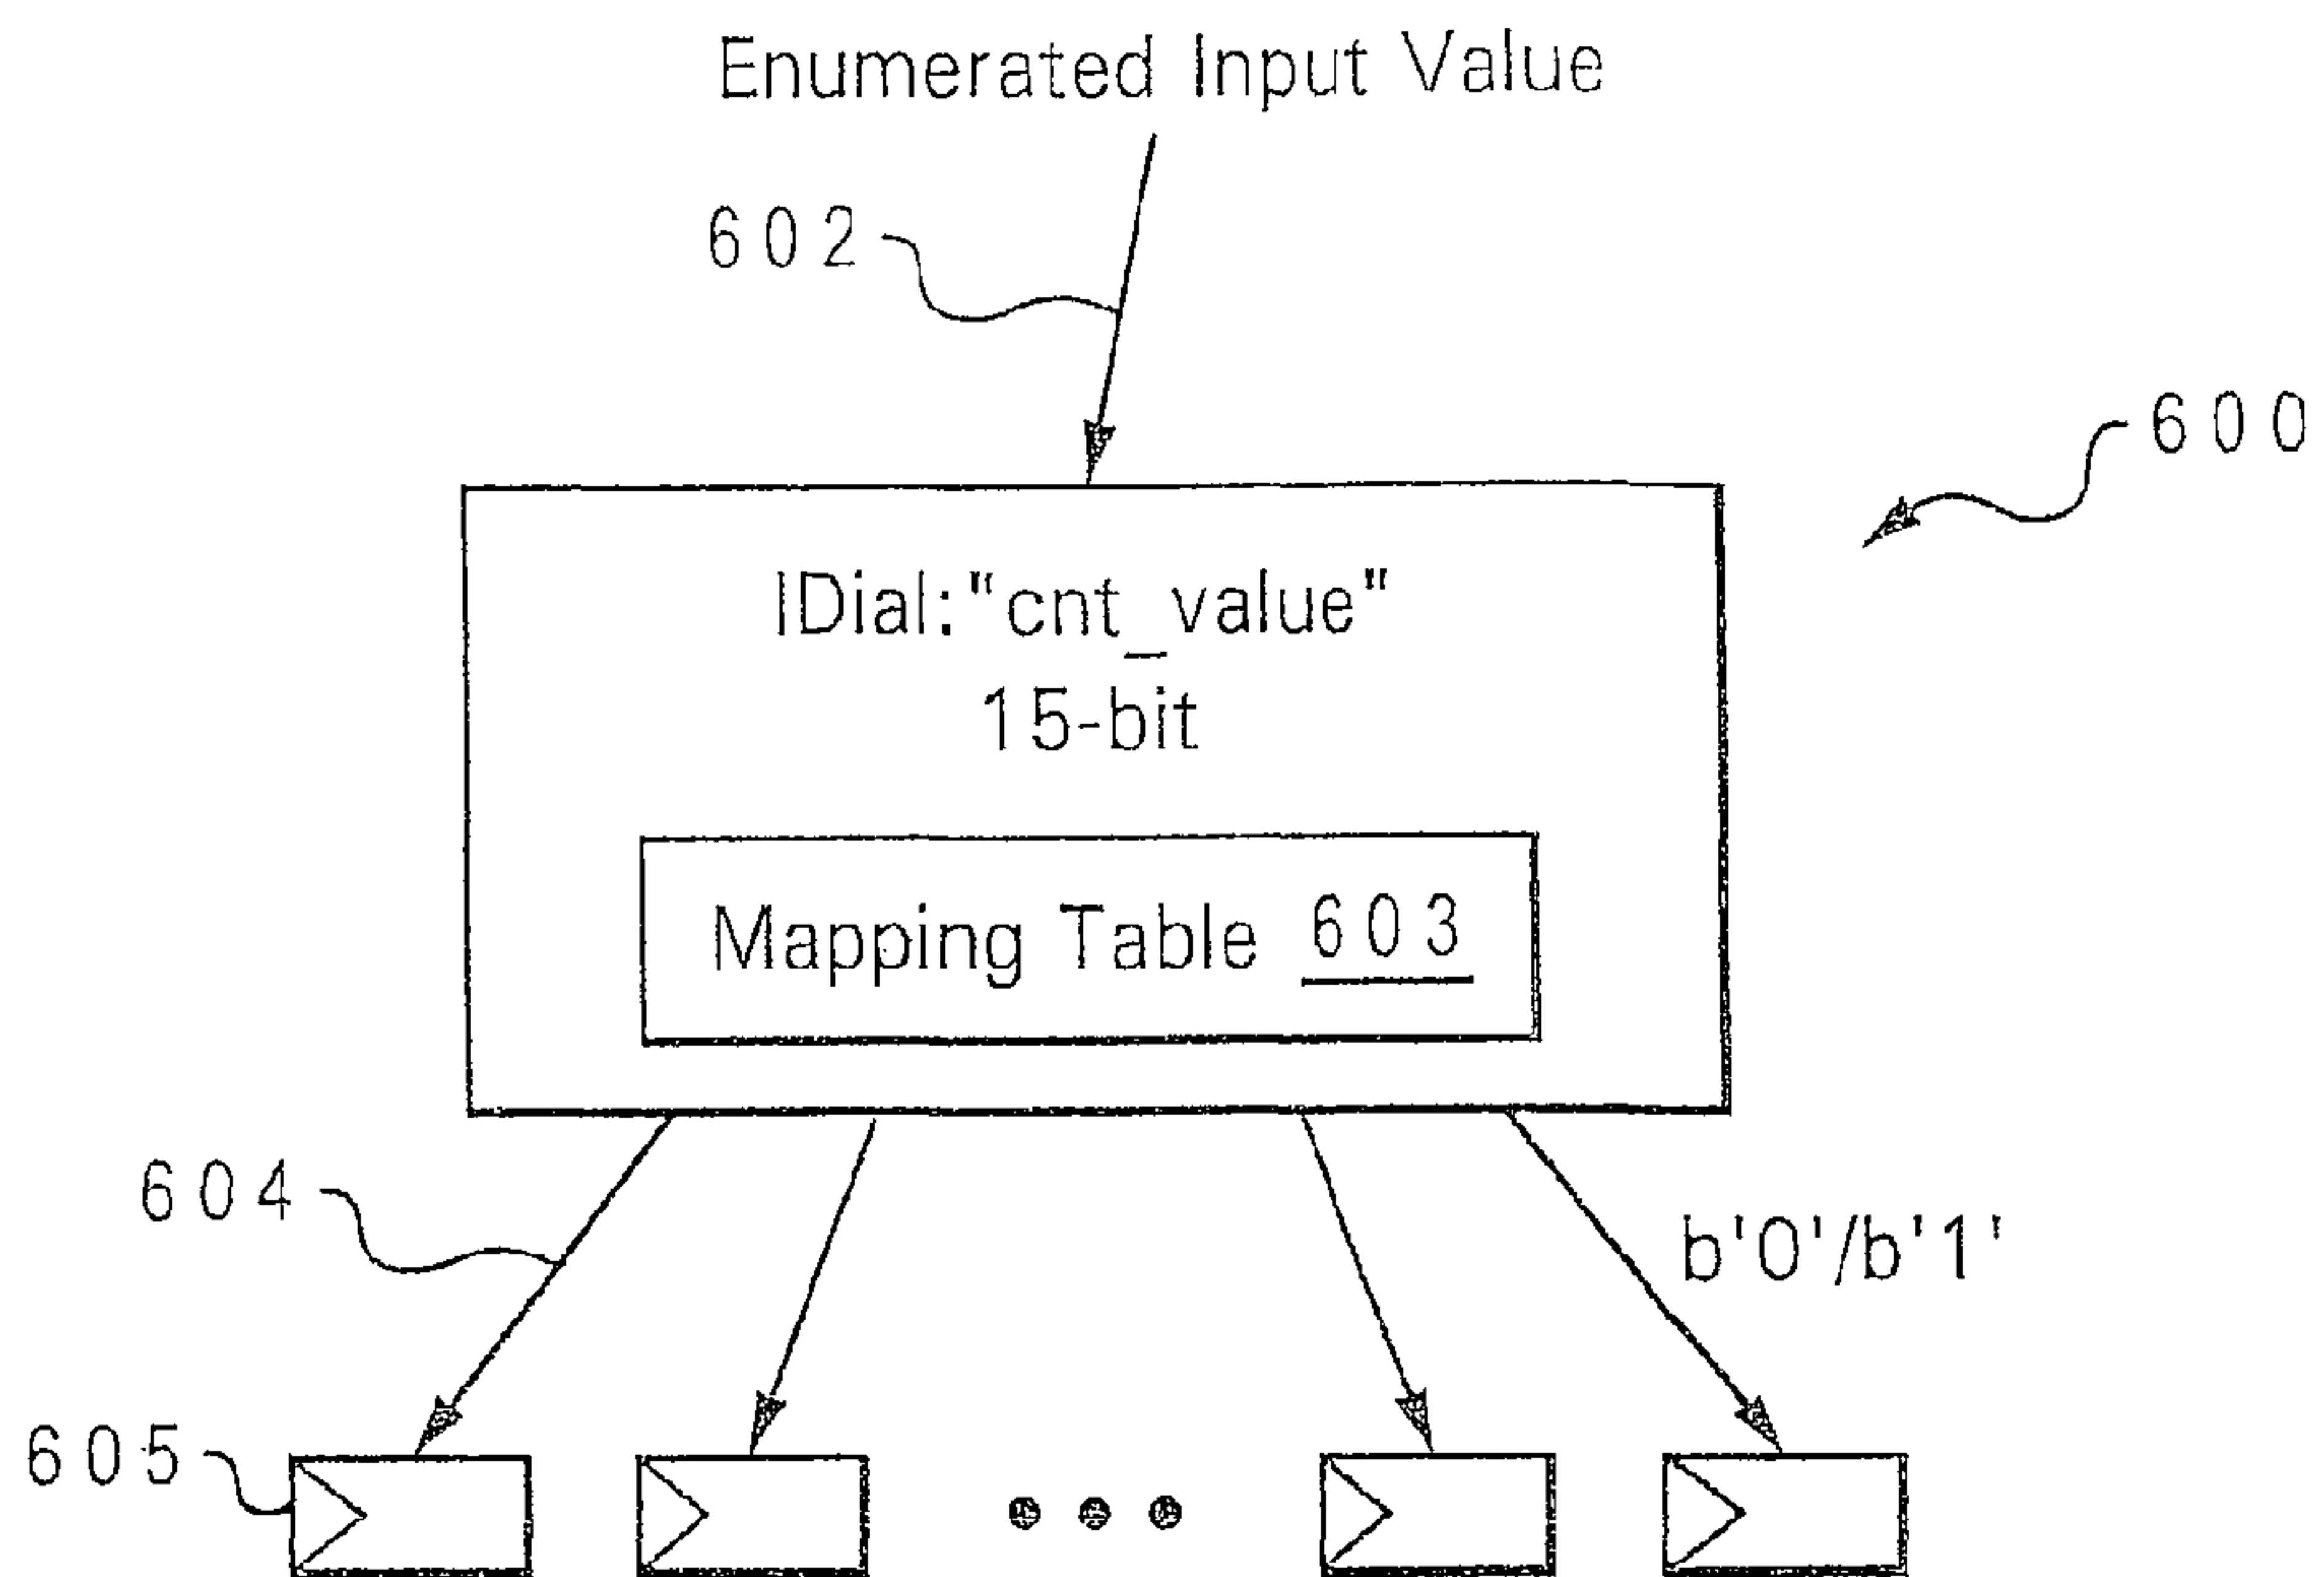 Enumerated Input Value
602
600
IDial:"cnt_value"
15-bit
Mapping Table 603
604
b'0'/b'1'
605